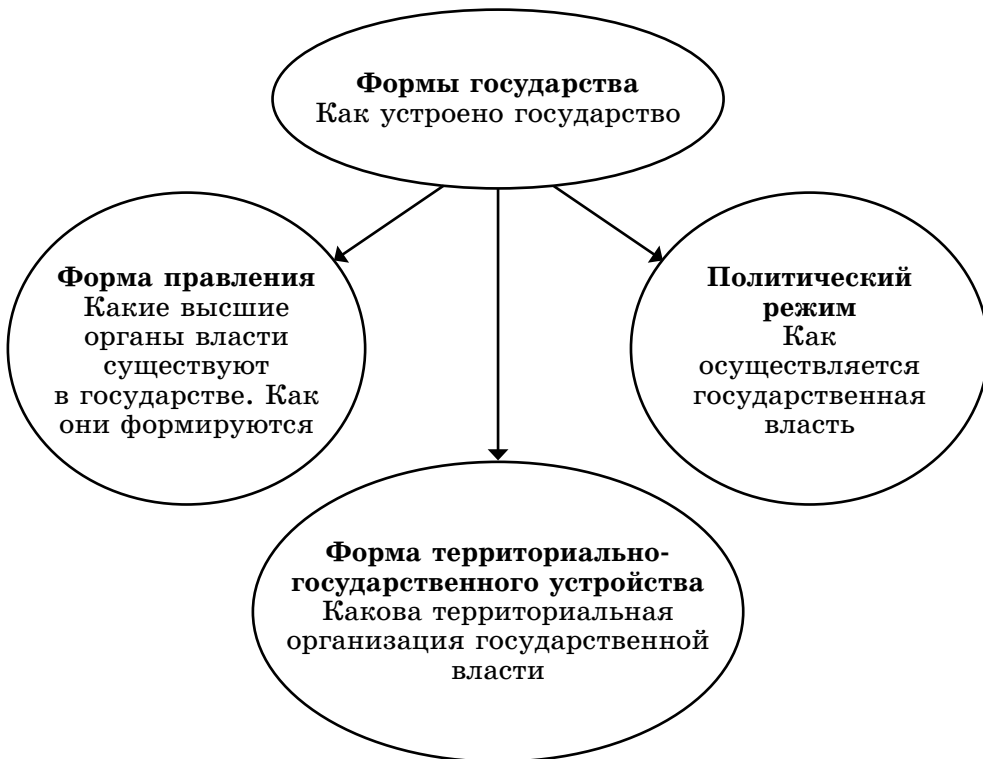 Формы государства
Как устроено государство
Форма правления
Какие высшие
органы власти
существуют
в государстве. Как
они формируются
Политический
режим
Как
осуществляется
государственная
власть
Форма территориально-
государственного устройства
Какова территориальная
организация государственной
власти